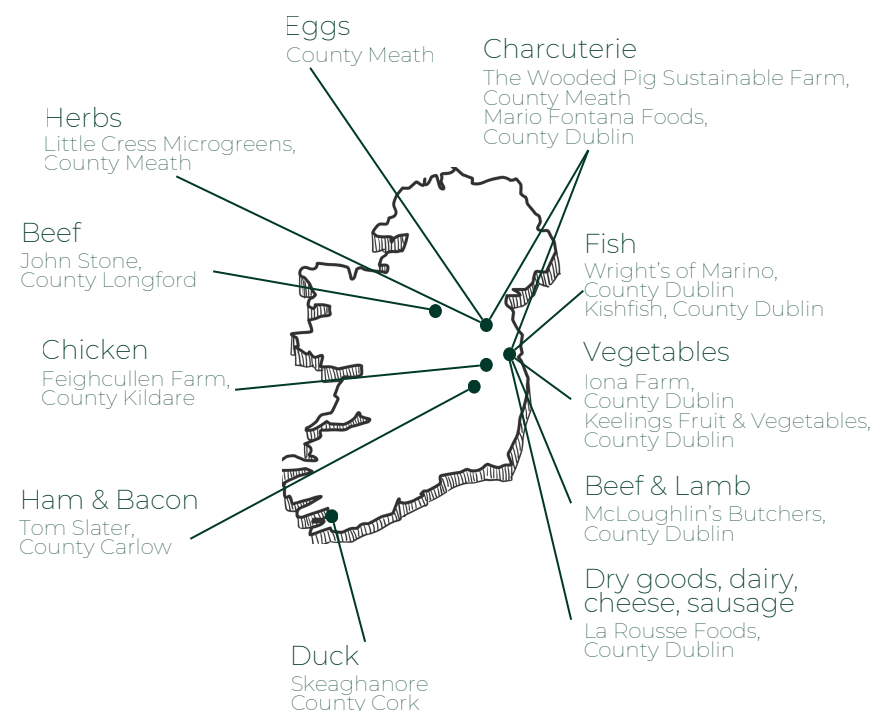 Eggs
County Meath
Charcuterie
The Wooded Pig Sustainable Farm,
County Meath
Mario Fontana Foods,
County Dublin
Herbs
Little Cress Microgreens,
County Meath
Beef
John Stone,
County Longford
Fish
Wright's of Marino,
County Dublin
Kishfish, County Dublin
Chicken
Feighcullen Farm,
County Kildare
Vegetables
Iona Farm,
County Dublin
Keelings Fruit & Vegetables,
County Dublin
Ham & Bacon
Tom Slater,
County Carlow
Beef & Lamb
McLoughlin's Butchers,
County Dublin
Dry goods, dairy,
cheese, sausage
La Rousse Foods,
County Dublin
Duck
Skeaghanore
County Cork